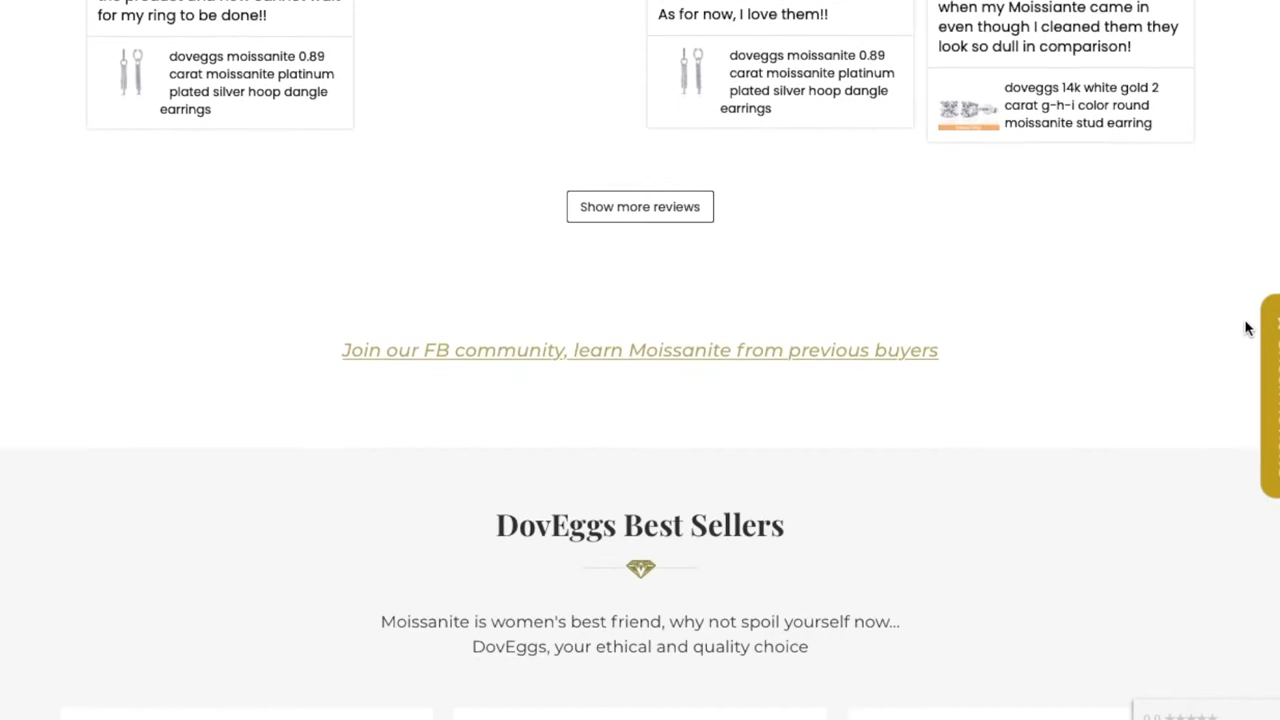 for my ring to be done!!
doveggs moissanite 0.89
carat moissanite platinum
plated silver hoop dangle
earrings
As for now, I love them!!
doveggs moissanite 0.89
carat moissanite platinum
plated silver hoop dangle
earrings
when my Moissiante came in
even though I cleaned them they
look so dull in comparison!
doveggs 14k white gold 2
carat g-h-i color round
moissanite stud earring
Show more reviews
Join our FB community, learn Moissanite from previous buyers
DovEggs Best Sellers
Moissanite is women's best friend, why not spoil yourself now...
DovEggs, your ethical and quality choice